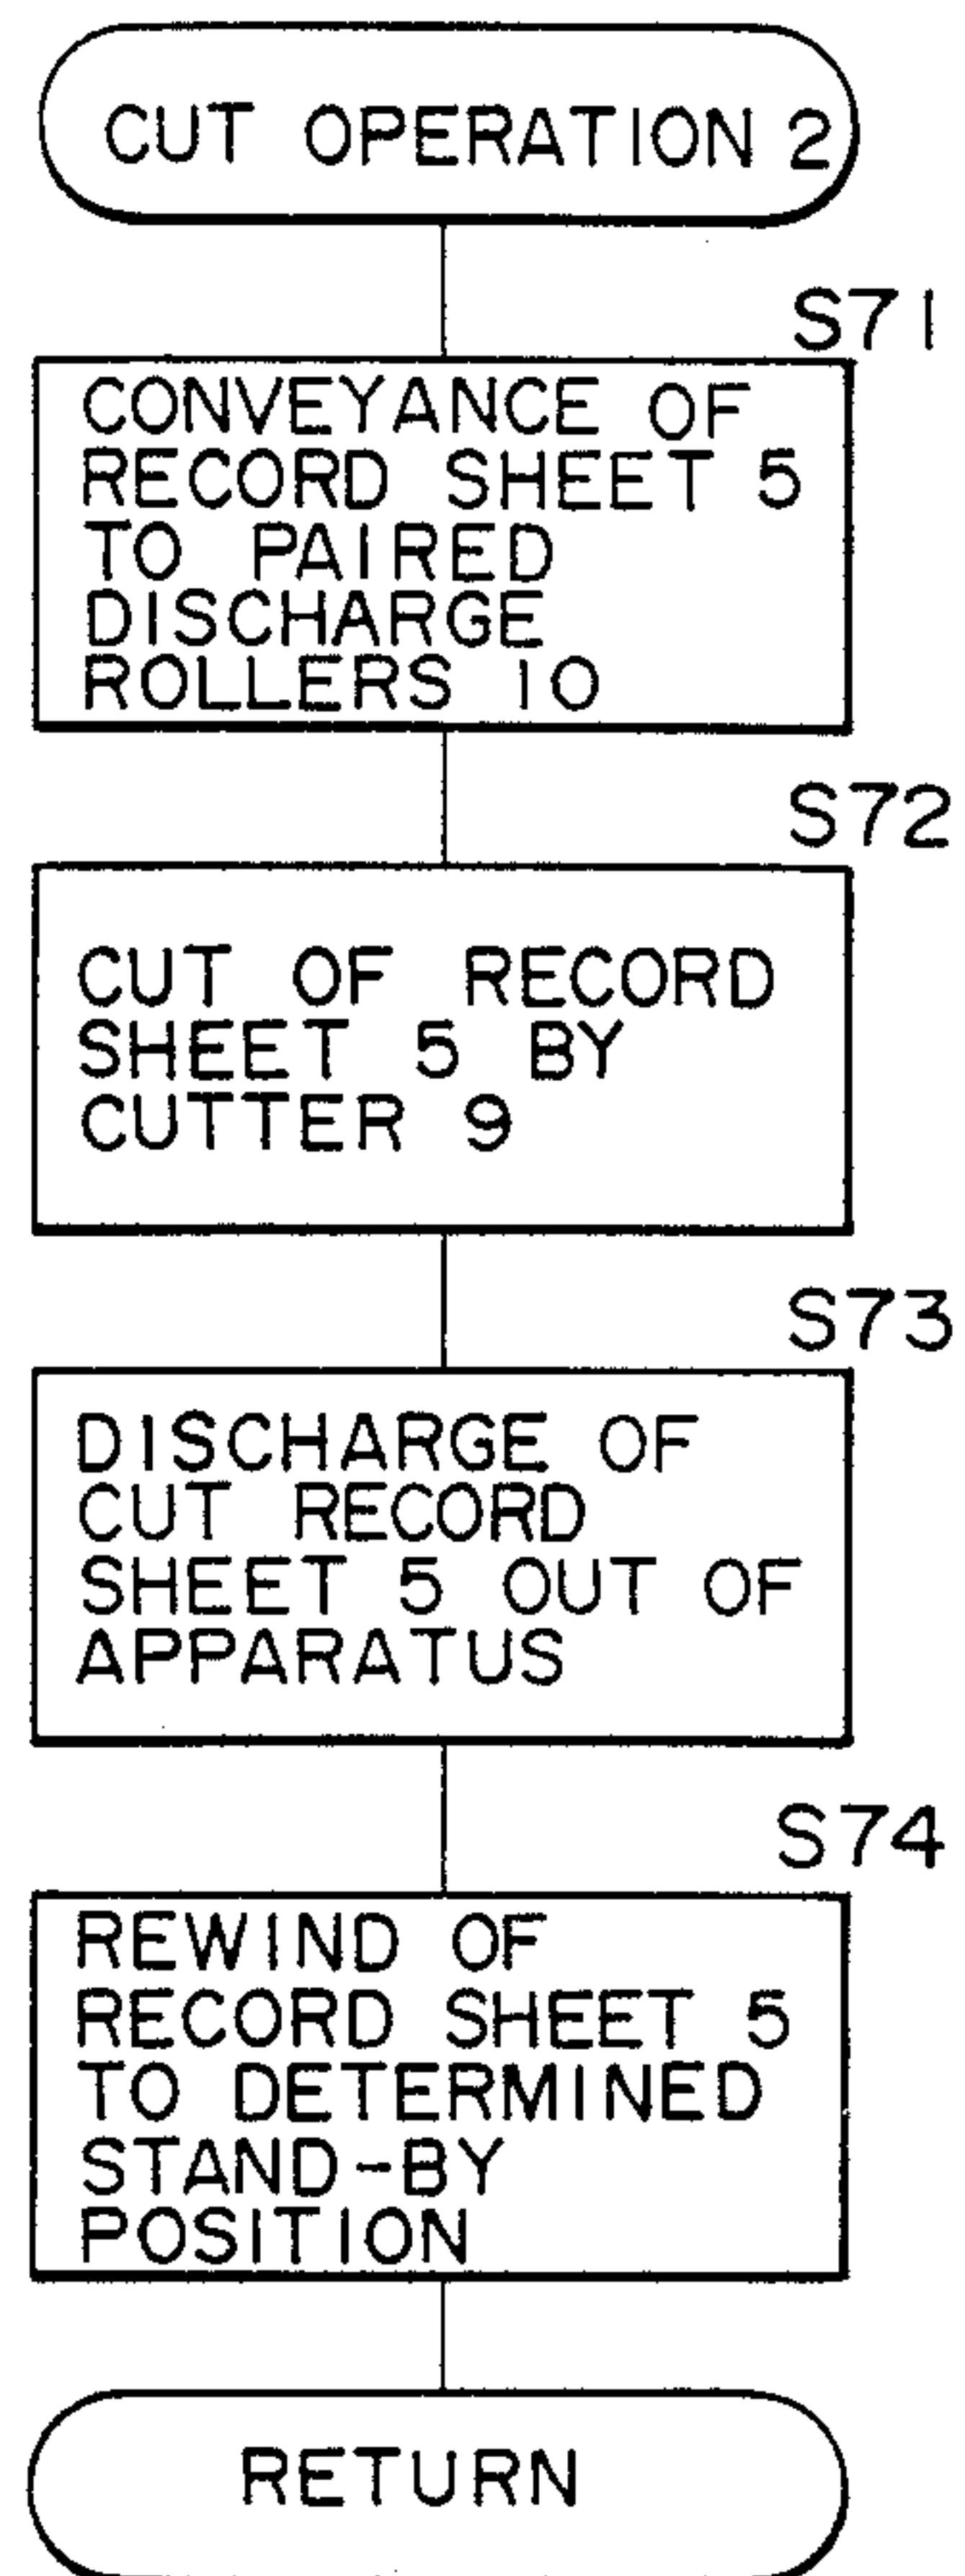 CUT OPERATION 2
S71
CONVEYANCE OF
RECORD SHEET 5
TO PAIRED
DISCHARGE
ROLLERS 10
S72
CUT OF RECORD
SHEET 5 BY
CUTTER 9
S73
DISCHARGE OF
CUT RECORD
SHEET 5 OUT OF
APPARATUS
S74
REWIND OF
RECORD SHEET 5
TO DETERMINED
STAND-BY
POSITION
RETURN